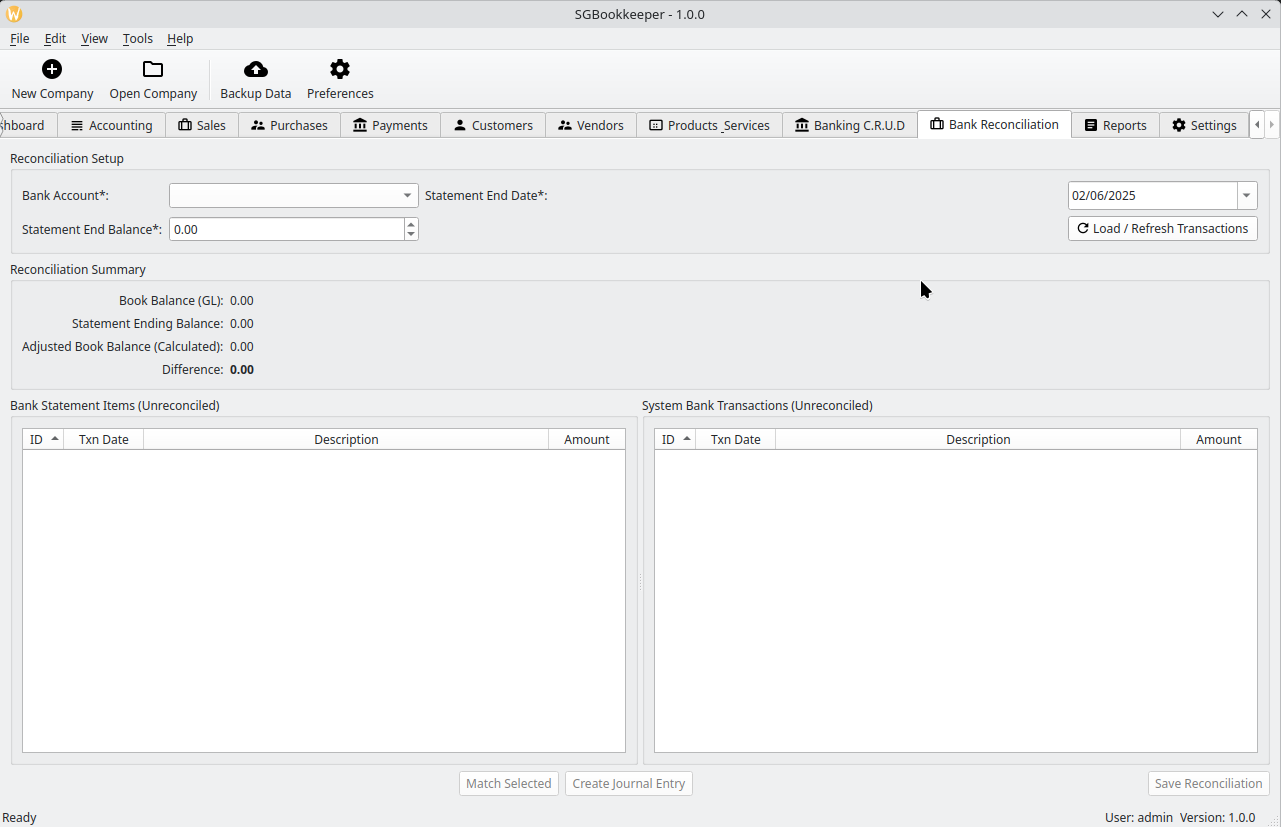 SGBookkeeper - 1.0.0
File Edit View Tools Help
New Company Open Company Backup Data Preferences
hboard Accounting Sales Purchases Payments Customers Vendors Products _Services Banking C.R.U.D Bank Reconciliation Reports Settings
Reconciliation Setup
Bank Account*: Statement End Date*: 02/06/2025
Statement End Balance*: 0.00 Load / Refresh Transactions
Reconciliation Summary
Book Balance (GL): 0.00
Statement Ending Balance: 0.00
Adjusted Book Balance (Calculated): 0.00
Difference: 0.00
Bank Statement Items (Unreconciled) System Bank Transactions (Unreconciled)
ID Txn Date Description Amount ID Txn Date Description Amount
Match Selected Create Journal Entry Save Reconciliation
Ready User: admin Version: 1.0.0